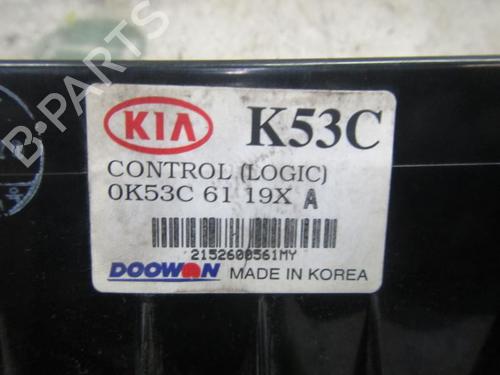 KIA K53C
CONTROL (LOGIC)
0K53C 61 19X A
2152600561MY
DOOWON MADE IN KOREA
B-PARTS